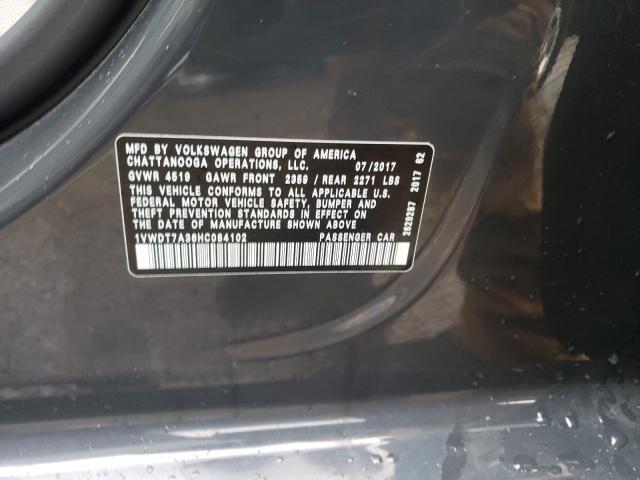 MFD BY VOLKSWAGEN GROUP OF AMERICA
CHATTANOOGA OPERATIONS, LLC. 07/2017
GVWR 4519 GAWR FRONT 2359 / REAR 2271 LBS
THIS VEHICLE CONFORMS TO ALL APPLICABLE U.S.
FEDERAL MOTOR VEHICLE SAFETY, BUMPER AND
THEFT PREVENTION STANDARDS IN EFFECT ON
THE DATE OF MANUFACTURE SHOWN ABOVE
1VWDT7A36HC084102 PASSENGER CAR
2629287 2017 02